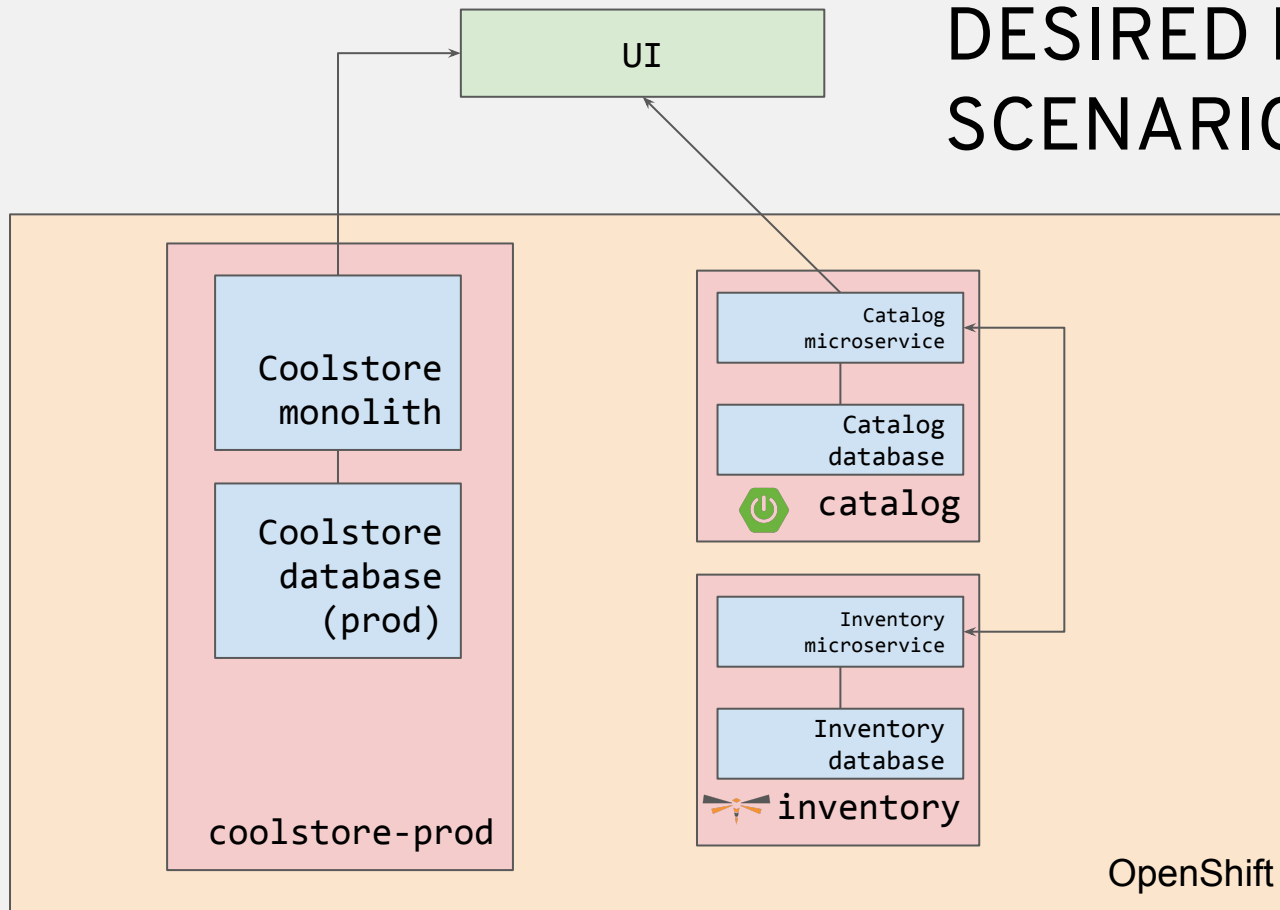 DESIRED
SCENARIO
UI
Coolstore
monolith
Coolstore
database
(prod)
coolstore-prod
Catalog
microservice
Catalog
database
catalog
Inventory
microservice
Inventory
database
inventory
OpenShift